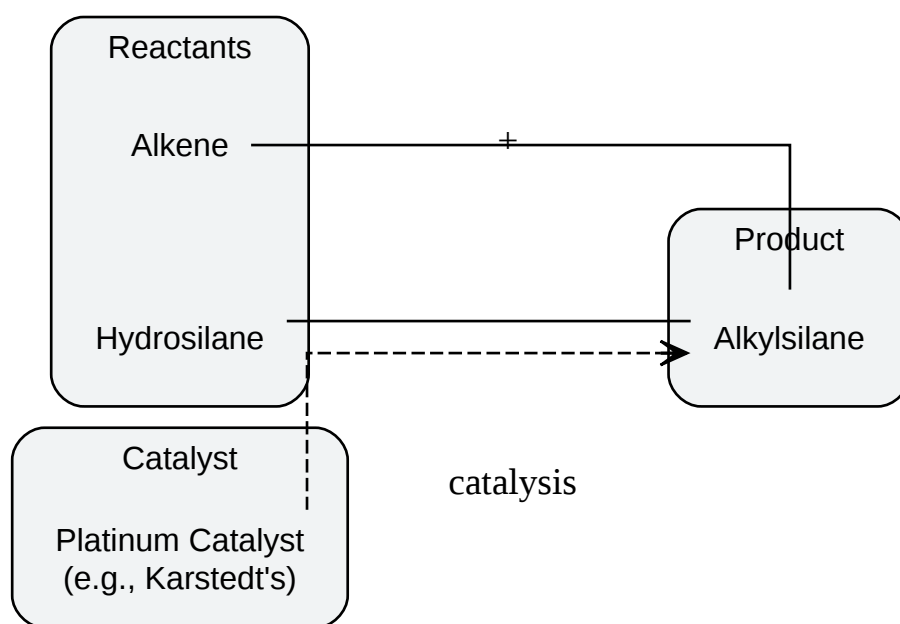 Reactants
Alkene
+
Product
Hydrosilane
Alkylsilane
Catalyst
catalysis
Platinum Catalyst
(e.g., Karstedt's)